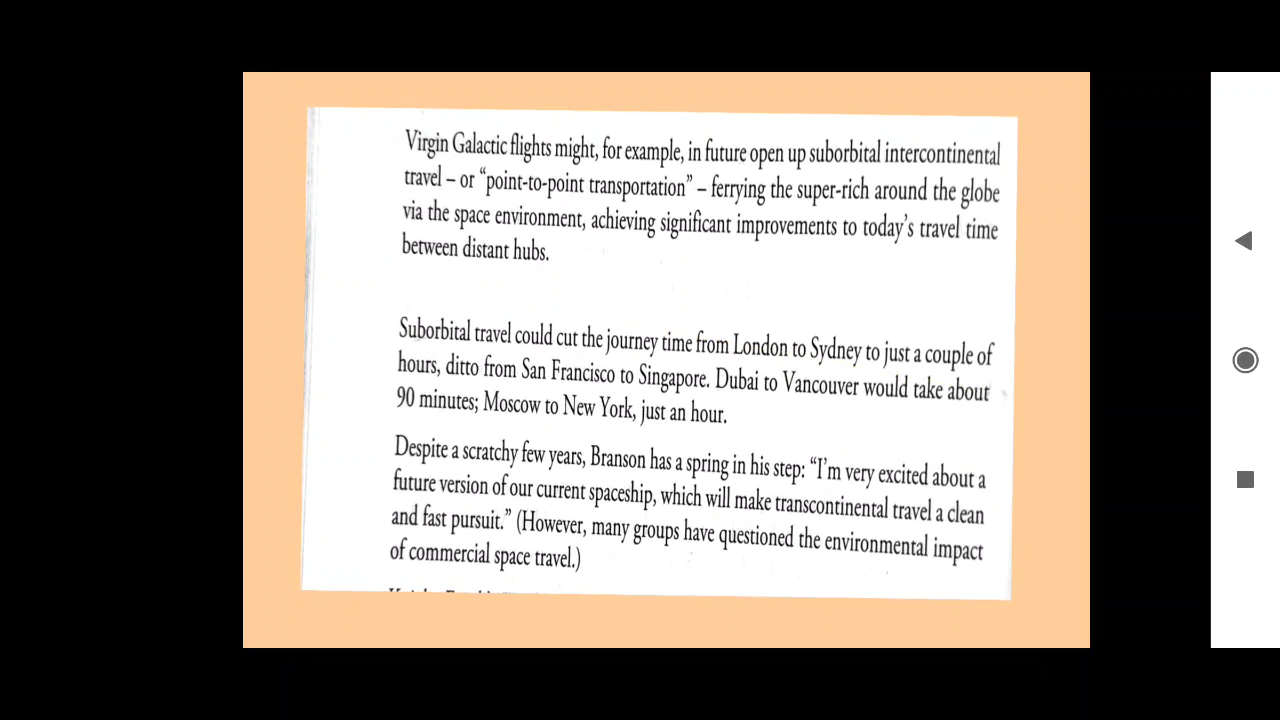 Virgin Galactic flights might, for example, in future open up suborbital intercontinental
travel – or “point-to-point transportation” – ferrying the super-rich around the globe
via the space environment, achieving significant improvements to today’s travel time
between distant hubs.
Suborbital travel could cut the journey time from London to Sydney to just a couple of
hours, ditto from San Francisco to Singapore. Dubai to Vancouver would take about
90 minutes; Moscow to New York, just an hour.
Despite a scratchy few years, Branson has a spring in his step: “I’m very excited about a
future version of our current spaceship, which will make transcontinental travel a clean
and fast pursuit.” (However, many groups have questioned the environmental impact
of commercial space travel.)